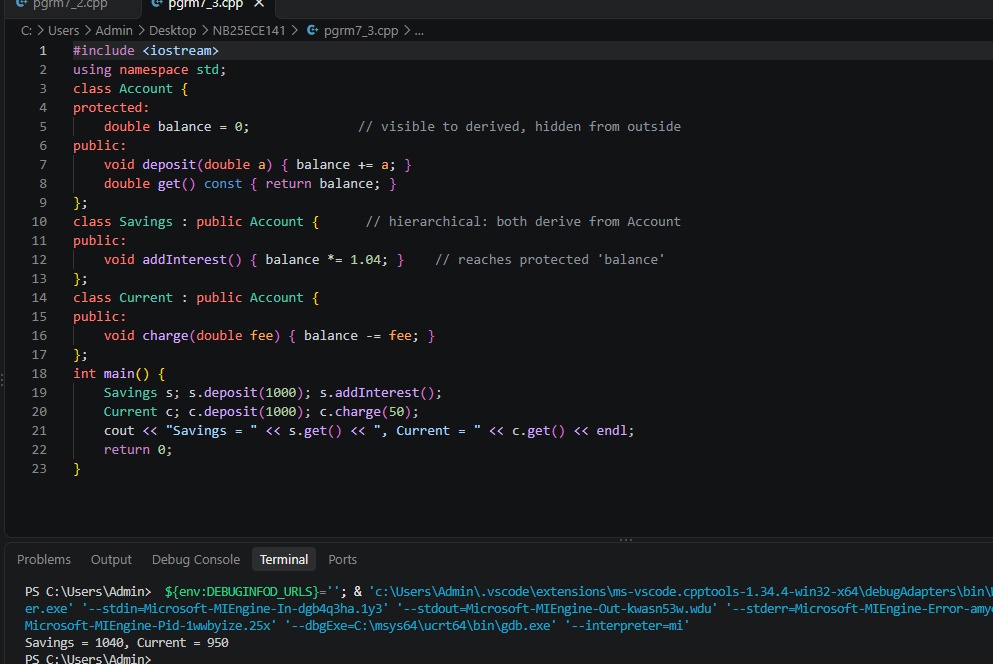 pgrm7_2.cpp pgrm7_3.cpp
C: > Users > Admin > Desktop > NB25ECE141 > pgrm7_3.cpp > ...
1 #include <iostream>
2 using namespace std;
3 class Account {
4 protected:
5 double balance = 0; // visible to derived, hidden from outside
6 public:
7 void deposit(double a) { balance += a; }
8 double get() const { return balance; }
9 };
10 class Savings : public Account { // hierarchical: both derive from Account
11 public:
12 void addInterest() { balance *= 1.04; } // reaches protected 'balance'
13 };
14 class Current : public Account {
15 public:
16 void charge(double fee) { balance -= fee; }
17 };
18 int main() {
19 Savings s; s.deposit(1000); s.addInterest();
20 Current c; c.deposit(1000); c.charge(50);
21 cout << "Savings = " << s.get() << ", Current = " << c.get() << endl;
22 return 0;
23 }
Problems Output Debug Console Terminal Ports
PS C:\Users\Admin> ${env:DEBUGINFOD_URLS}=''; & 'c:\Users\Admin\.vscode\extensions\ms-vscode.cpptools-1.34.4-win32-x64\debugAdapters\bin\
er.exe' '--stdin=Microsoft-MIEngine-In-dgb4q3ha.1y3' '--stdout=Microsoft-MIEngine-Out-kwasn53w.wdu' '--stderr=Microsoft-MIEngine-Error-
Microsoft-MIEngine-Pid-1wwbyize.25x' '--dbgExe=C:\msys64\ucrt64\bin\gdb.exe' '--interpreter=mi'
Savings = 1040, Current = 950
PS C:\Users\Admin>